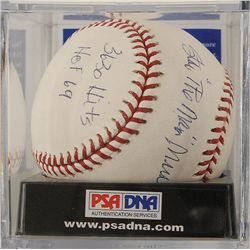 3630 Hits
HOF 69
Stan "The Man" Musial
PSA DNA
AUTHENTICATION SERVICES
www.psadna.com